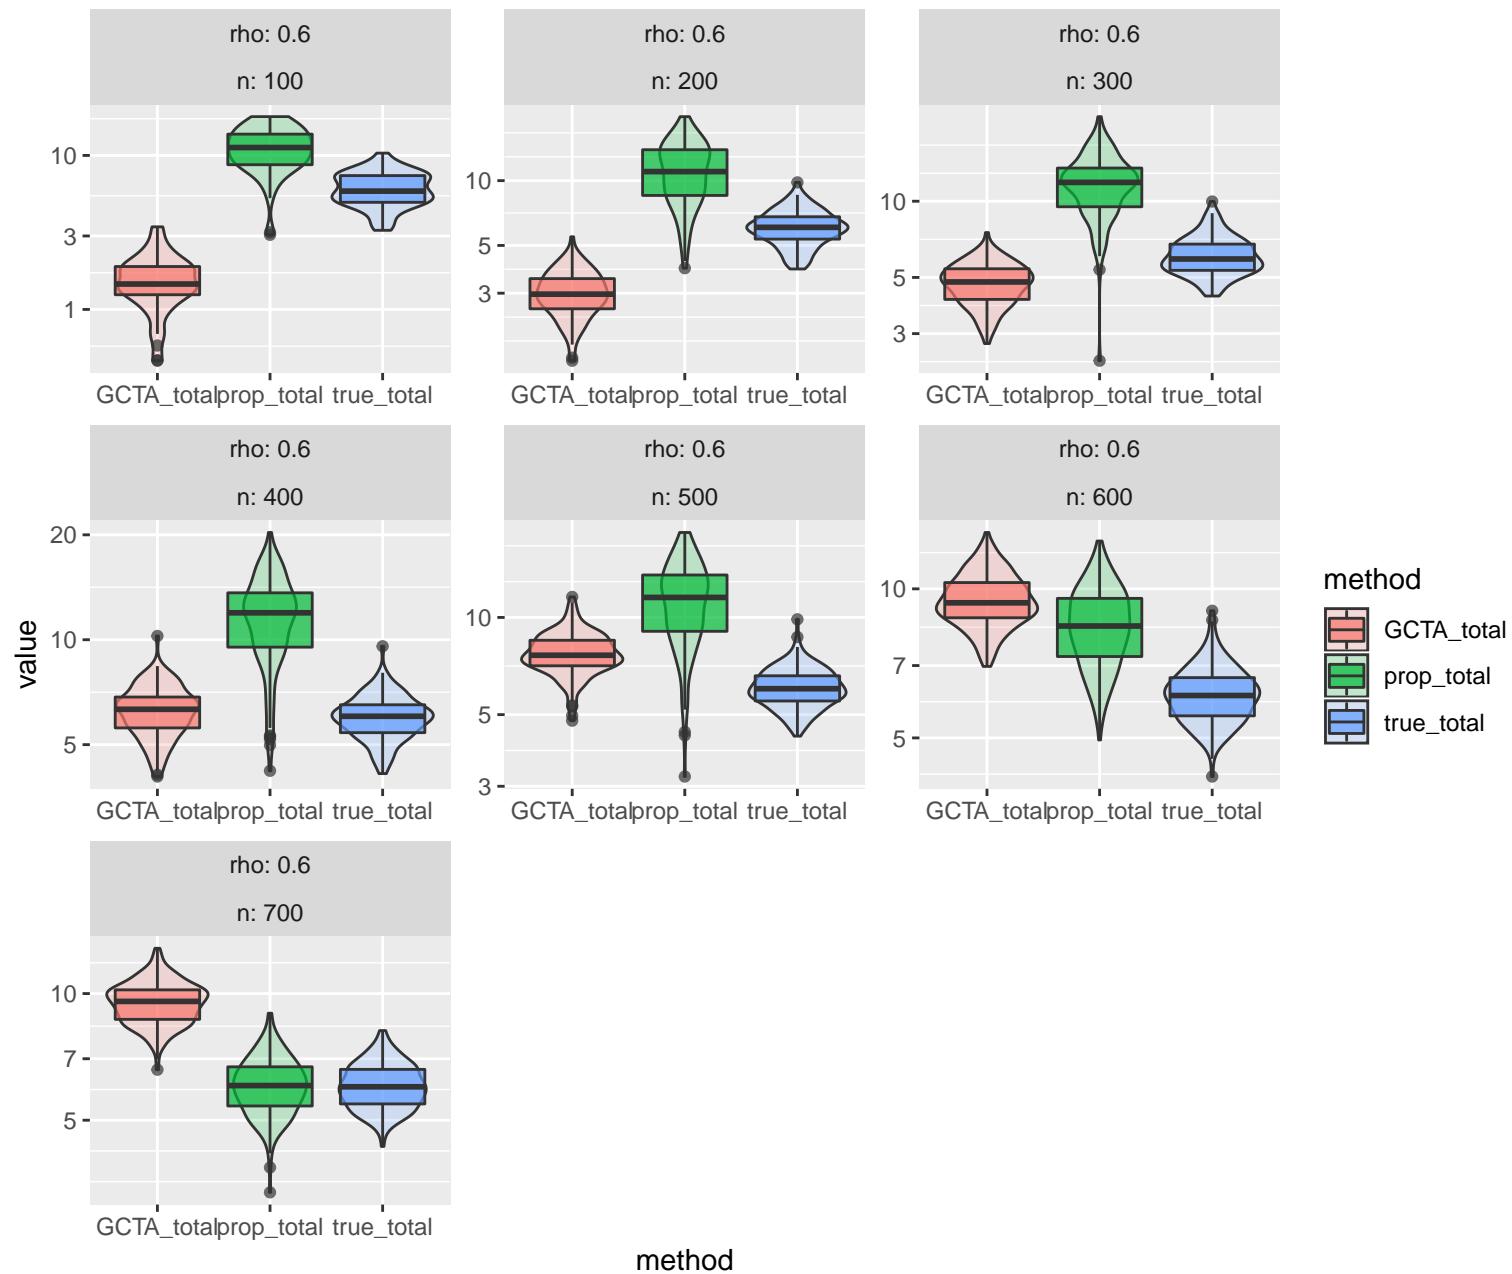 rho: 0.6
n: 100
10
3
1
GCTA_total prop_total true_total
rho: 0.6
n: 200
10
5
3
GCTA_total prop_total true_total
rho: 0.6
n: 300
10
5
3
GCTA_total prop_total true_total
value
rho: 0.6
n: 400
20
10
5
GCTA_total prop_total true_total
rho: 0.6
n: 500
10
5
3
GCTA_total prop_total true_total
rho: 0.6
n: 600
10
7
5
GCTA_total prop_total true_total
rho: 0.6
n: 700
10
7
5
GCTA_total prop_total true_total
method
method
GCTA_total
prop_total
true_total